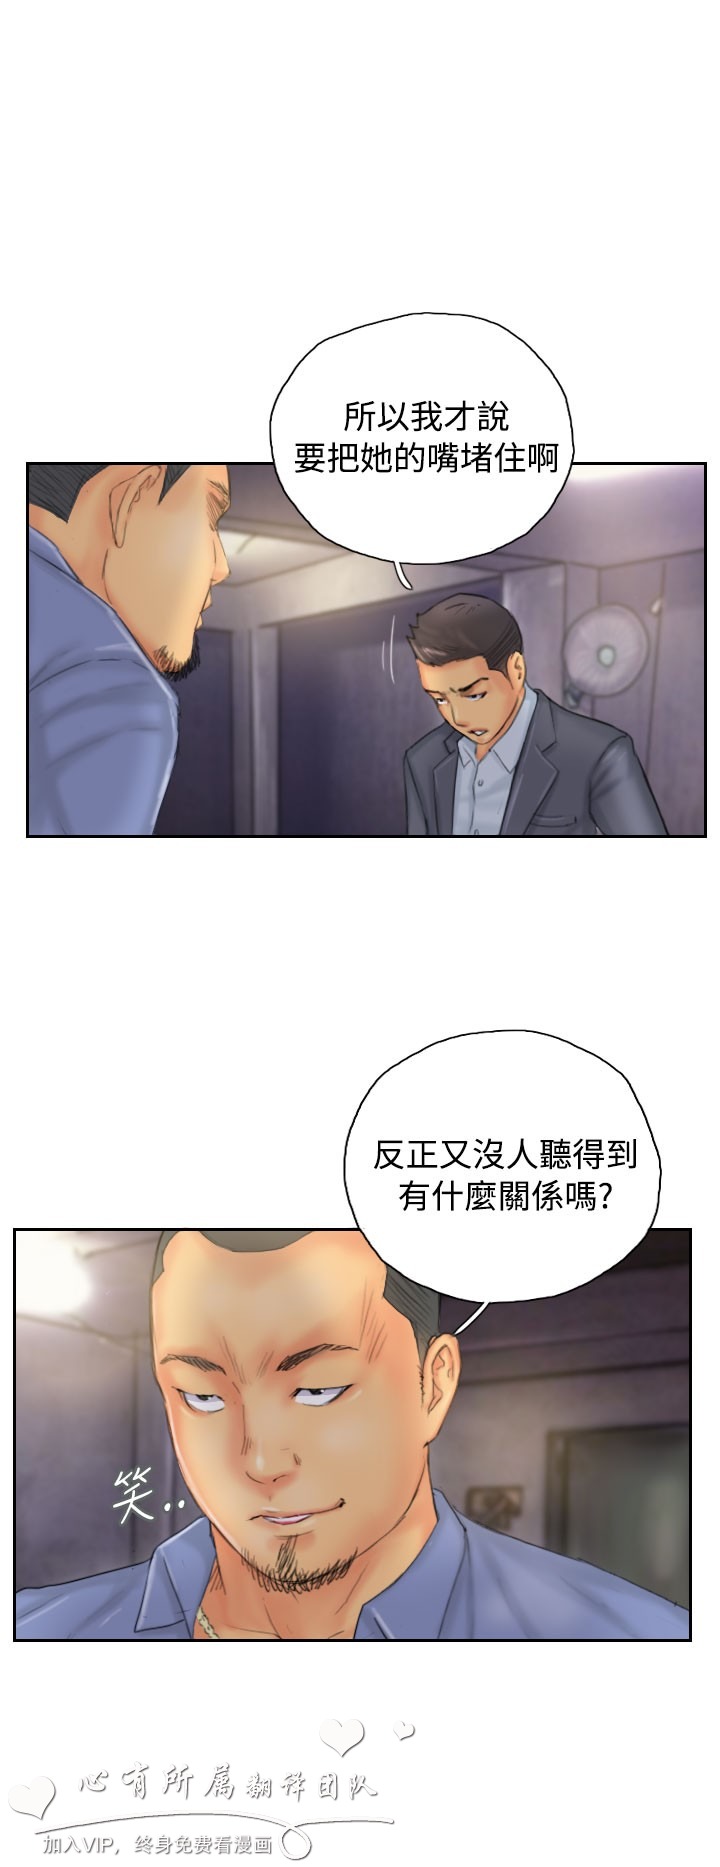 所以我才說
要把她的嘴堵住啊
反正又沒人聽得到
有什麼關係嗎?
笑..
心有所属翻译团队
加入VIP，终身免费看漫画